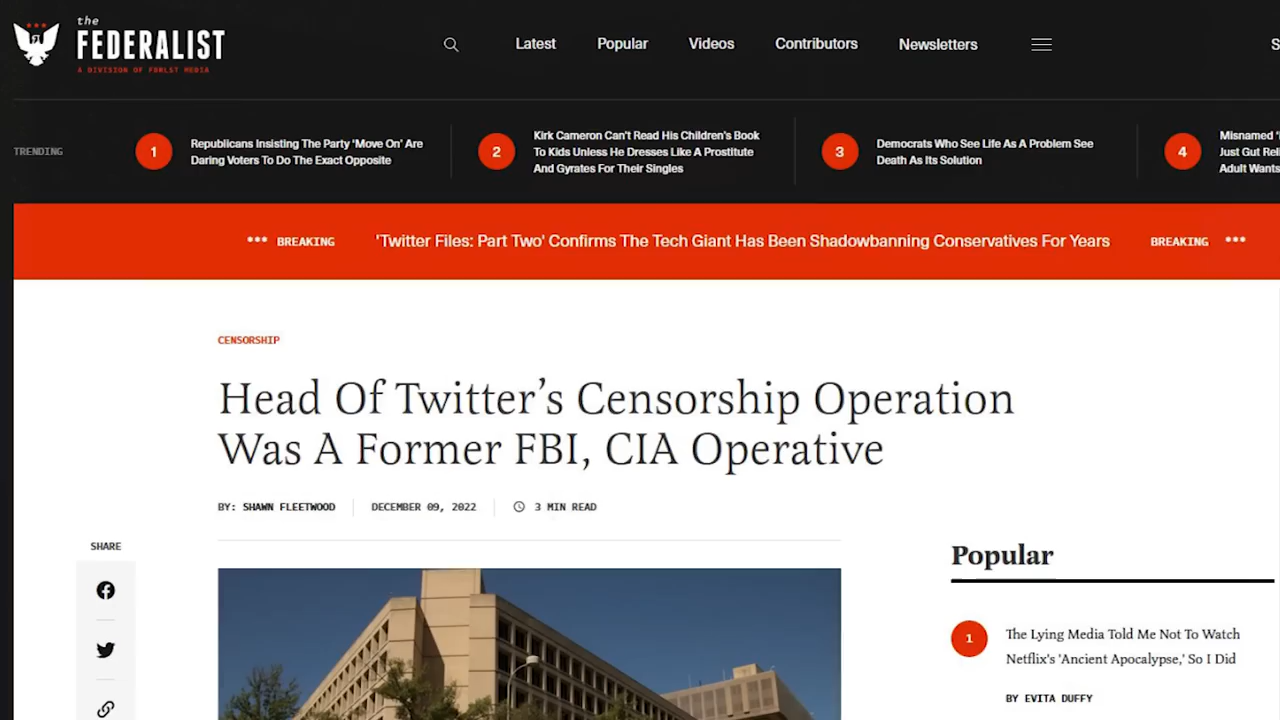 the
FEDERALIST
A DIVISION OF FDRLST MEDIA
Latest
Popular
Videos
Contributors
Newsletters
S
TRENDING
1
Republicans Insisting The Party 'Move On' Are
Daring Voters To Do The Exact Opposite
2
Kirk Cameron Can't Read His Children's Book
To Kids Unless He Dresses Like A Prostitute
And Gyrates For Their Singles
3
Democrats Who See Life As A Problem See
Death As Its Solution
4
Misnamed '
Just Gut Reli
Adult Wants
••• BREAKING
'Twitter Files: Part Two' Confirms The Tech Giant Has Been Shadowbanning Conservatives For Years
BREAKING •••
CENSORSHIP
Head Of Twitter's Censorship Operation
Was A Former FBI, CIA Operative
BY: SHAWN FLEETWOOD
DECEMBER 09, 2022
3 MIN READ
SHARE
Popular
1
The Lying Media Told Me Not To Watch
Netflix's 'Ancient Apocalypse,' So I Did
BY EVITA DUFFY